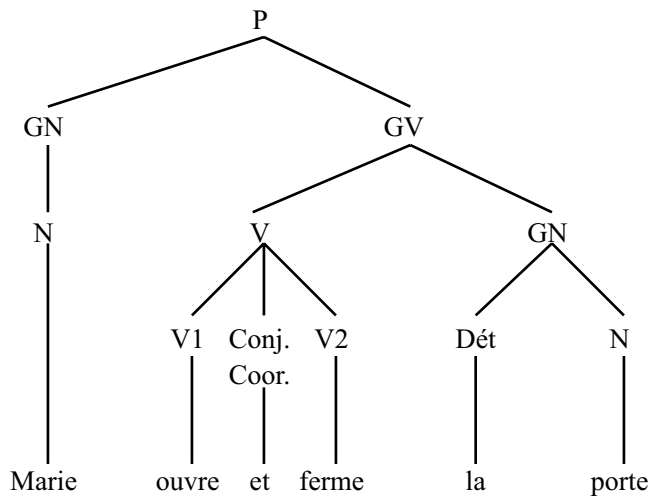 P
GN GV
N V GN
V1 Conj. V2 Dét N
Coor.
Marie ouvre et ferme la porte